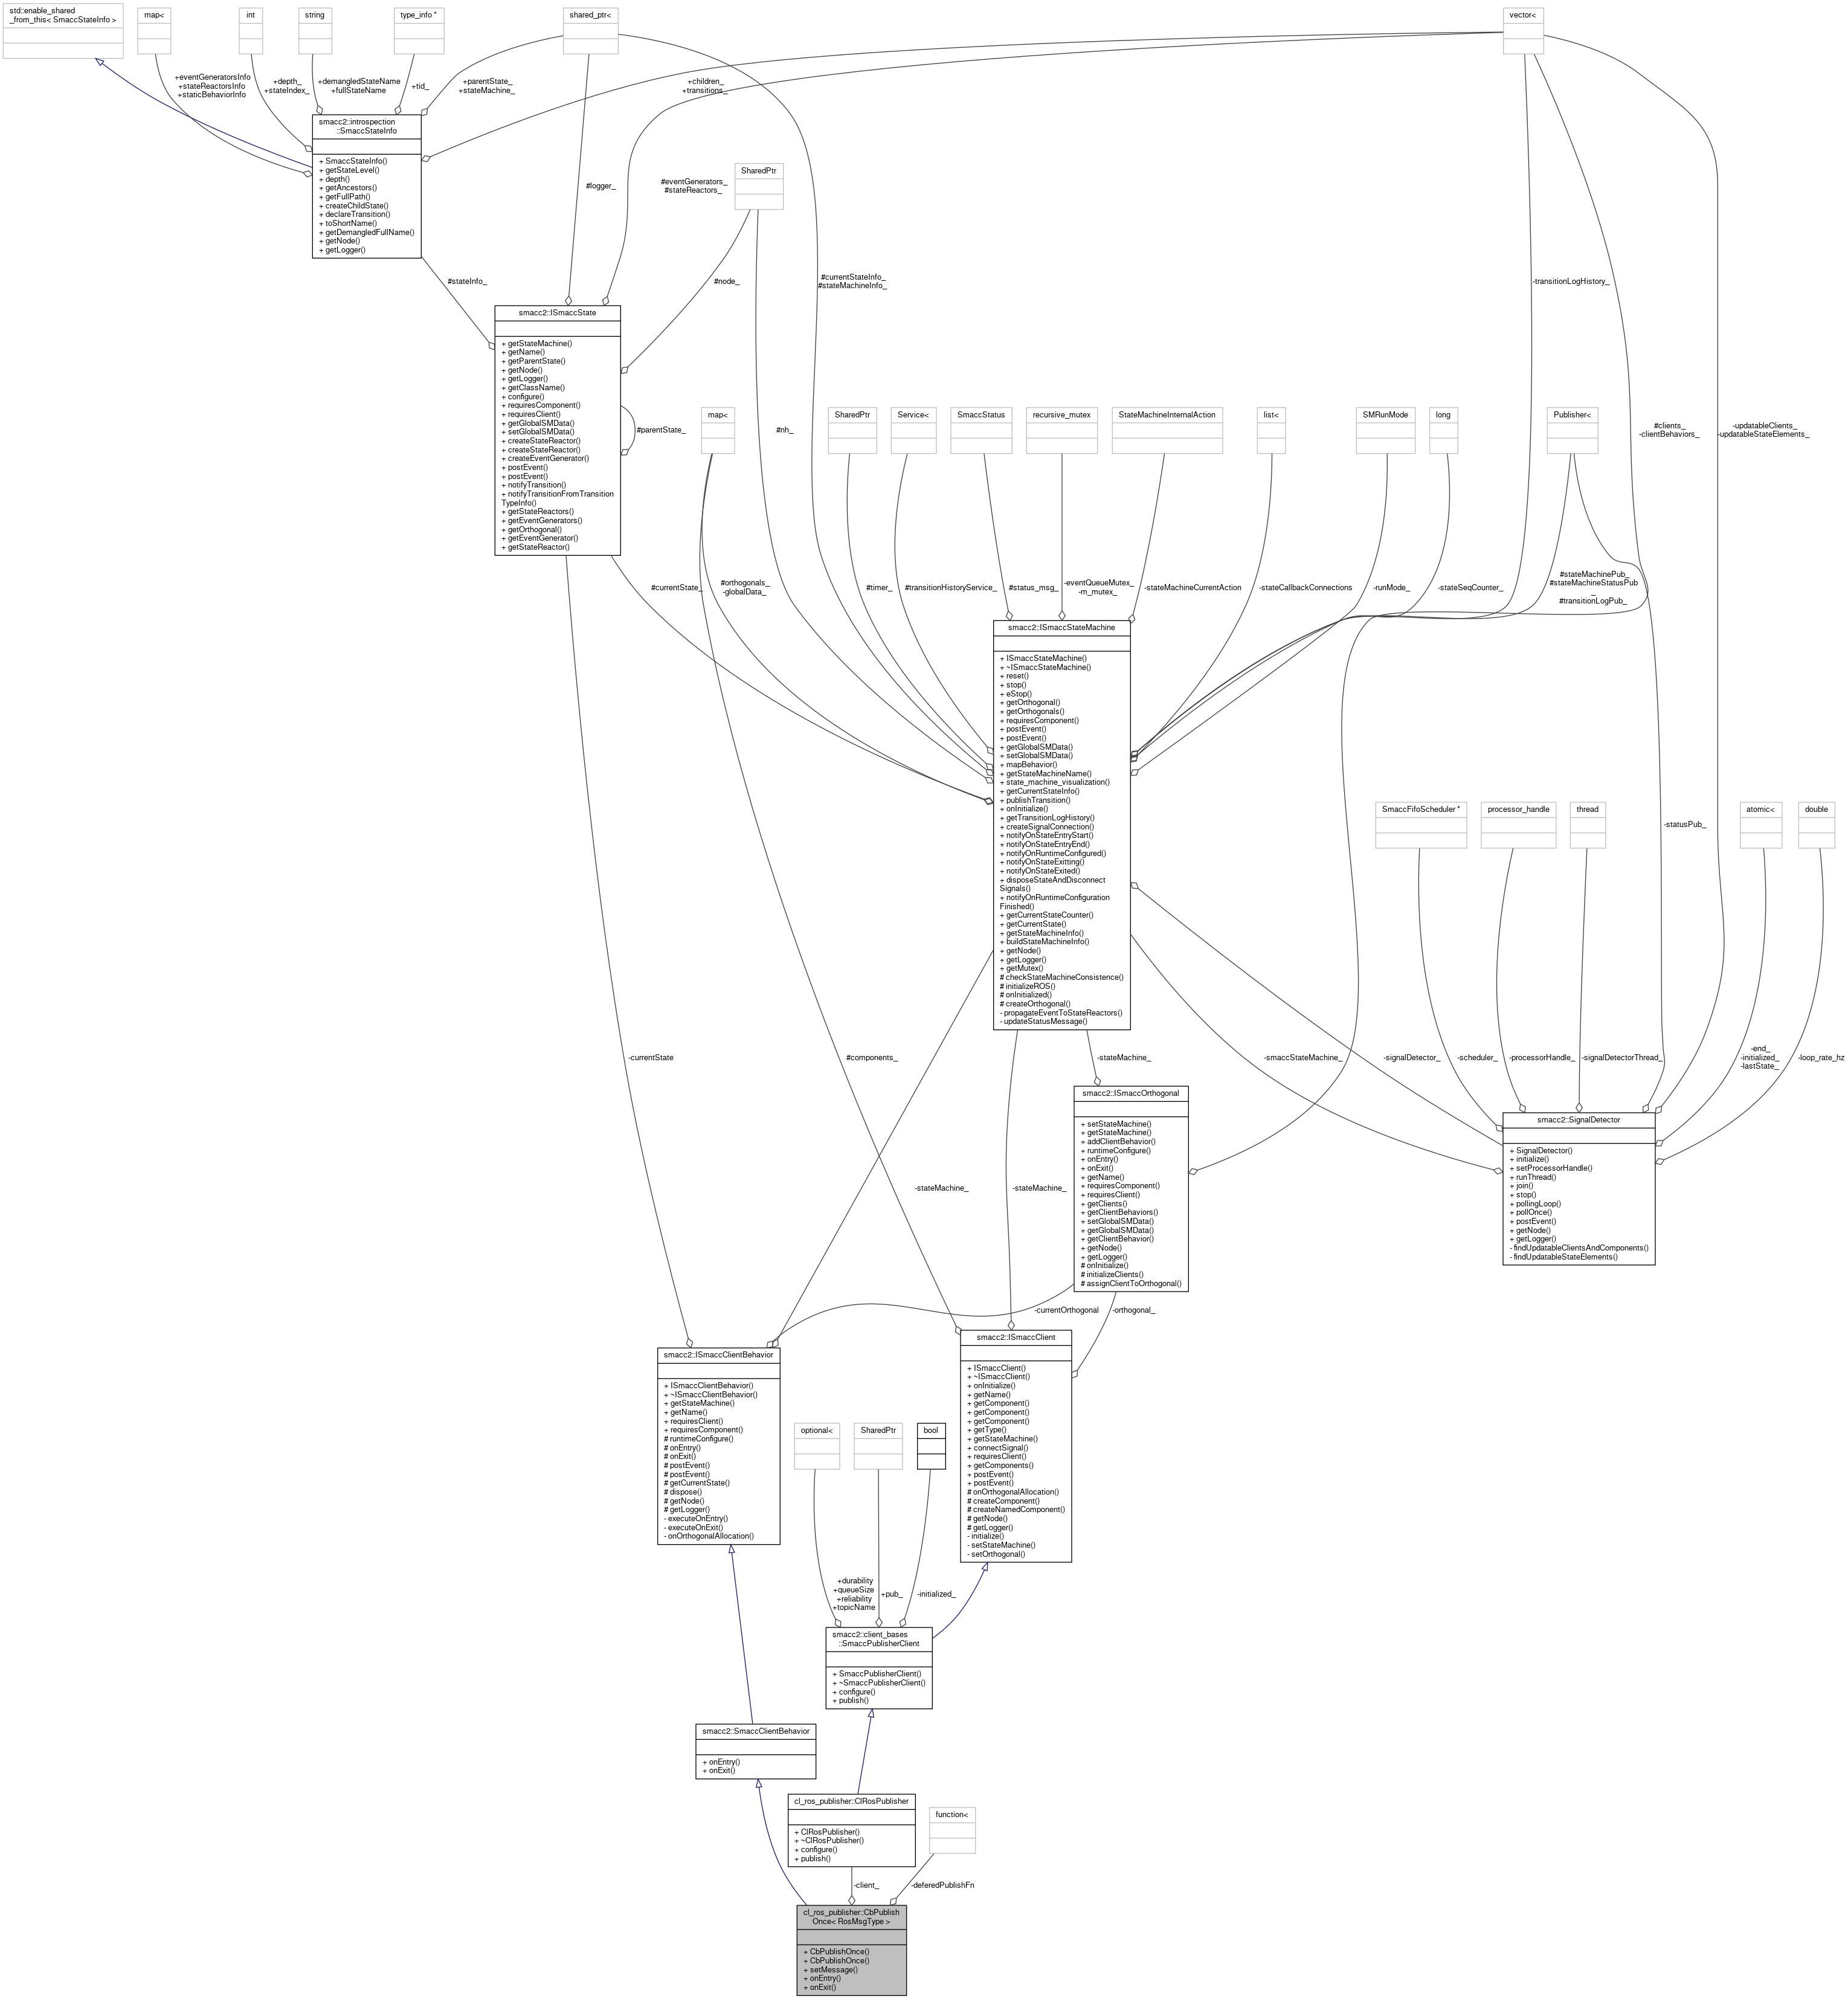 std::enable_shared
_from_this< SmaccStateInfo >
map<
int
string
type_info *
shared_ptr<
vector<
+eventGeneratorsInfo
+stateReactorsInfo
+staticBehaviorInfo
+depth_
+stateIndex_
+demangledStateName
+fullStateName
+tid_
+parentState_
+stateMachine_
+children_
+transitions_
smacc2::introspection
::SmaccStateInfo
+ SmaccStateInfo()
+ getStateLevel()
+ depth()
+ getAncestors()
+ getFullPath()
+ createChildState()
+ declareTransition()
+ toShortName()
+ getDemangledFullName()
+ getNode()
+ getLogger()
#logger_
#eventGenerators_
#stateReactors_
SharedPtr
#stateInfo_
#node_
#currentStateInfo_
#stateMachineInfo_
-transitionLogHistory_
smacc2::ISmaccState
+ getStateMachine()
+ getName()
+ getParentState()
+ getNode()
+ getLogger()
+ getClassName()
+ configure()
+ requiresComponent()
+ requiresClient()
+ getGlobalSMData()
+ setGlobalSMData()
+ createStateReactor()
+ createStateReactor()
+ createEventGenerator()
+ postEvent()
+ postEvent()
+ notifyTransition()
+ notifyTransitionFromTransition
TypeInfo()
+ getStateReactors()
+ getEventGenerators()
+ getOrthogonal()
+ getEventGenerator()
+ getStateReactor()
#parentState_
map<
#nh_
SharedPtr
Service<
SmaccStatus
recursive_mutex
StateMachineInternalAction
list<
SMRunMode
long
Publisher<
#clients_
-clientBehaviors_
-updatableClients_
-updatableStateElements_
#currentState_
#orthogonals_
-globalData_
#timer_
#transitionHistoryService_
#status_msg_
-eventQueueMutex_
-m_mutex_
-stateMachineCurrentAction
-stateCallbackConnections
-runMode_
-stateSeqCounter_
#stateMachinePub_
#stateMachineStatusPub
_
#transitionLogPub_
smacc2::ISmaccStateMachine
+ ISmaccStateMachine()
+ ~ISmaccStateMachine()
+ reset()
+ stop()
+ eStop()
+ getOrthogonal()
+ getOrthogonals()
+ requiresComponent()
+ postEvent()
+ postEvent()
+ getGlobalSMData()
+ setGlobalSMData()
+ mapBehavior()
+ getStateMachineName()
+ state_machine_visualization()
+ getCurrentStateInfo()
+ publishTransition()
+ onInitialize()
+ getTransitionLogHistory()
+ createSignalConnection()
+ notifyOnStateEntryStart()
+ notifyOnStateEntryEnd()
+ notifyOnRuntimeConfigured()
+ notifyOnStateExitting()
+ notifyOnStateExited()
+ disposeStateAndDisconnect
Signals()
+ notifyOnRuntimeConfiguration
Finished()
+ getCurrentStateCounter()
+ getCurrentState()
+ getStateMachineInfo()
+ buildStateMachineInfo()
+ getNode()
+ getLogger()
+ getMutex()
# checkStateMachineConsistence()
# initializeROS()
# onInitialized()
# createOrthogonal()
- propagateEventToStateReactors()
- updateStatusMessage()
SmaccFifoScheduler *
processor_handle
thread
atomic<
double
-statusPub_
-currentState
#components_
-stateMachine_
-smaccStateMachine_
-signalDetector_
-scheduler_
-processorHandle_
-signalDetectorThread_
-end_
-initialized_
-lastState_
-loop_rate_hz
smacc2::ISmaccOrthogonal
+ setStateMachine()
+ getStateMachine()
+ addClientBehavior()
+ runtimeConfigure()
+ onEntry()
+ onExit()
+ getName()
+ requiresComponent()
+ requiresClient()
+ getClients()
+ getClientBehaviors()
+ setGlobalSMData()
+ getGlobalSMData()
+ getClientBehavior()
+ getNode()
+ getLogger()
# onInitialize()
# initializeClients()
# assignClientToOrthogonal()
smacc2::SignalDetector
+ SignalDetector()
+ initialize()
+ setProcessorHandle()
+ runThread()
+ join()
+ stop()
+ pollingLoop()
+ pollOnce()
+ postEvent()
+ getNode()
+ getLogger()
- findUpdatableClientsAndComponents()
- findUpdatableStateElements()
-stateMachine_
-stateMachine_
-currentOrthogonal
-orthogonal_
smacc2::ISmaccClientBehavior
+ ISmaccClientBehavior()
+ ~ISmaccClientBehavior()
+ getStateMachine()
+ getName()
+ requiresClient()
+ requiresComponent()
# runtimeConfigure()
# onEntry()
# onExit()
# postEvent()
# postEvent()
# getCurrentState()
# dispose()
# getNode()
# getLogger()
- executeOnEntry()
- executeOnExit()
- onOrthogonalAllocation()
smacc2::ISmaccClient
+ ISmaccClient()
+ ~ISmaccClient()
+ onInitialize()
+ getName()
+ getComponent()
+ getComponent()
+ getComponent()
+ getType()
+ getStateMachine()
+ connectSignal()
+ requiresClient()
+ getComponents()
+ postEvent()
+ postEvent()
# onOrthogonalAllocation()
# createComponent()
# createNamedComponent()
# getNode()
# getLogger()
- initialize()
- setStateMachine()
- setOrthogonal()
optional<
SharedPtr
bool
+durability
+queueSize
+reliability
+topicName
+pub_
-initialized_
smacc2::client_bases
::SmaccPublisherClient
+ SmaccPublisherClient()
+ ~SmaccPublisherClient()
+ configure()
+ publish()
smacc2::SmaccClientBehavior
+ onEntry()
+ onExit()
cl_ros_publisher::ClRosPublisher
+ ClRosPublisher()
+ ~ClRosPublisher()
+ configure()
+ publish()
function<
-client_
-deferedPublishFn
cl_ros_publisher::CbPublish
Once< RosMsgType >
+ CbPublishOnce()
+ CbPublishOnce()
+ setMessage()
+ onEntry()
+ onExit()